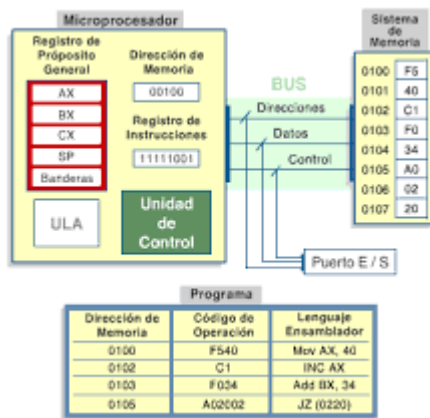 Microprocesador
Registro de
Próposito
General
AX
BX
CX
SP
Banderas
ULA
Dirección de
Memoria
00100
Registro de
Instrucciones
11111001
Unidad
de
Control
BUS
Direcciones
Datos
Control
Puerto E / S
Sistema
de
Memoria
0100 F5
0101 40
0102 C1
0103 F0
0104 34
0105 A0
0106 02
0107 20
Programa
Dirección de Memoria Código de Operación Lenguaje Ensamblador
0100 F540 Mov AX, 40
0102 C1 INC AX
0103 F034 Add BX, 34
0105 A02002 JZ (0220)